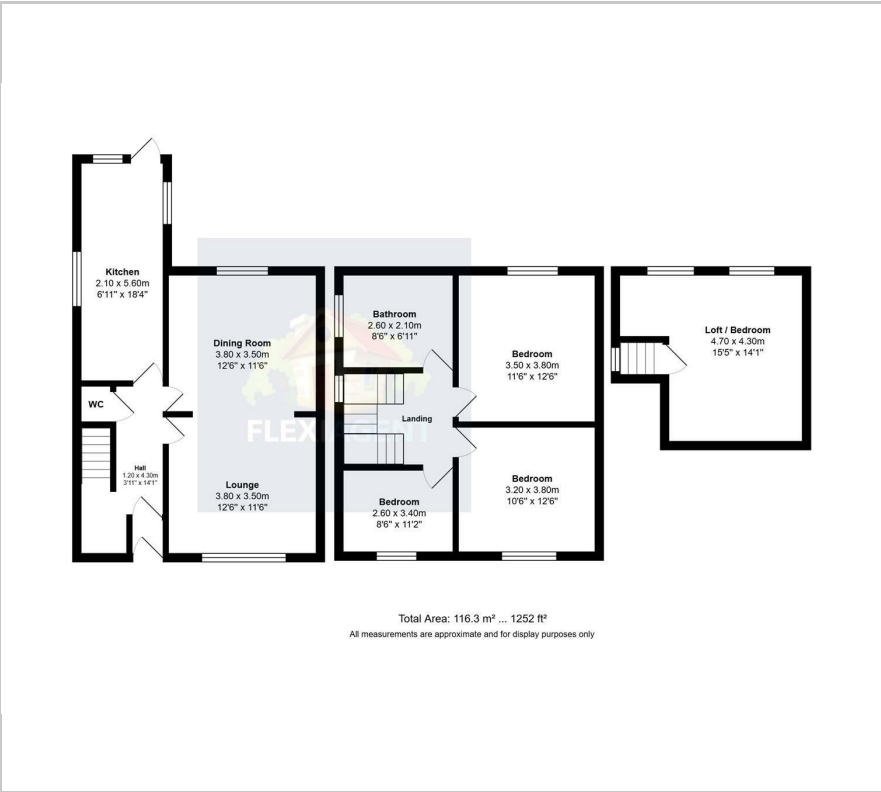 Kitchen
2.10 x 5.60m
6'11" x 18'4"
WC
Hall
1.20 x 4.30m
3'11" x 14'1"
Dining Room
3.80 x 3.50m
12'6" x 11'6"
Lounge
3.80 x 3.50m
12'6" x 11'6"
FLEXIAGENT
Bathroom
2.60 x 2.10m
8'6" x 6'11"
Landing
Bedroom
3.50 x 3.80m
11'6" x 12'6"
Bedroom
2.60 x 3.40m
8'6" x 11'2"
Bedroom
3.20 x 3.80m
10'6" x 12'6"
Loft / Bedroom
4.70 x 4.30m
15'5" x 14'1"
Total Area: 116.3 m² ... 1252 ft²
All measurements are approximate and for display purposes only